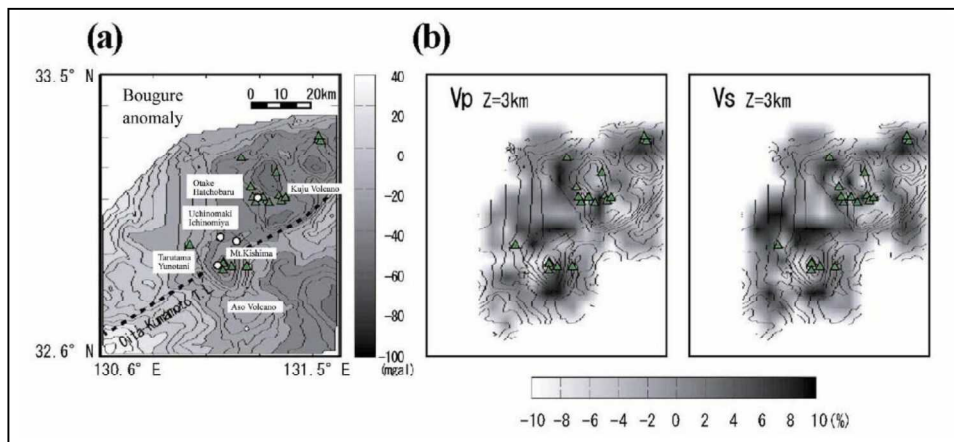 (a)
(b)
33.5° N
32.6° N
130.6° E
131.5° E
Bougure
anomaly
0 10 20km
Otake
Hatchobaru
Kuju Volcano
Uchinomaki
Ichinomiya
Mt.Kishima
Tarutama
Yunotani
Aso Volcano
Oita-Kumamoto T.L.
40
20
0
-20
-40
-60
-80
-100
(mgal)
Vp Z=3km
Vs Z=3km
-10 -8 -6 -4 -2 0 2 4 6 8 10(%)